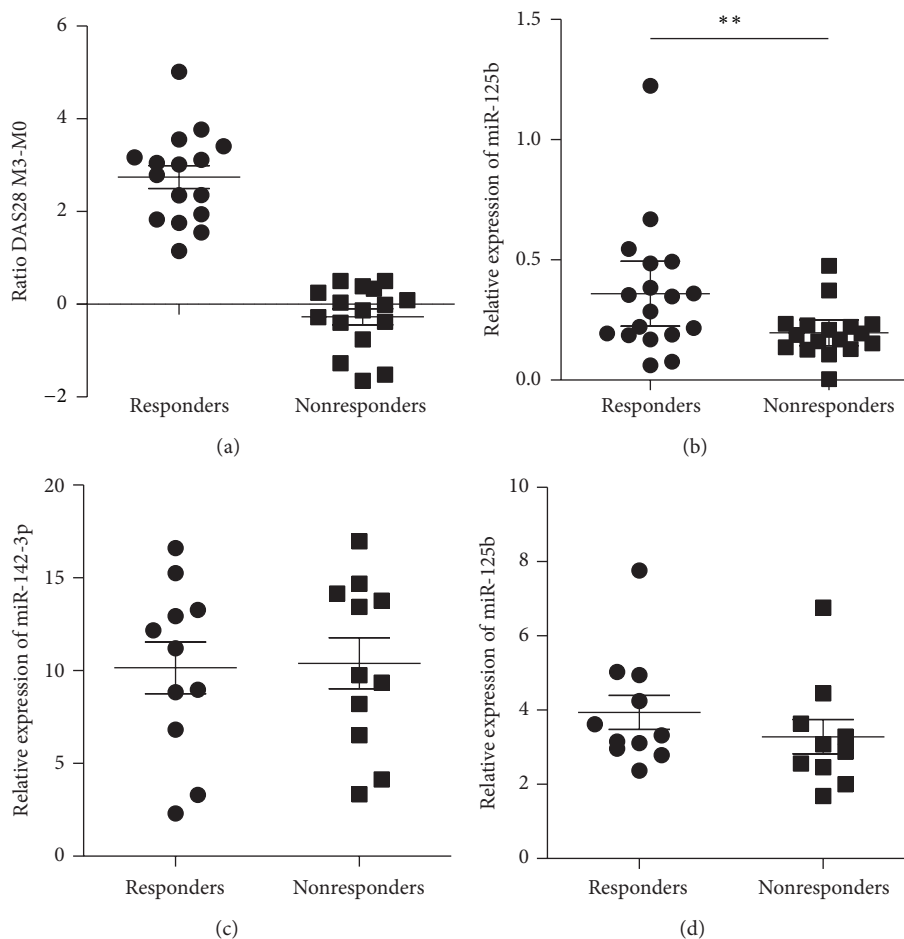 Ratio DAS28 M3-M0
6
4
2
0
−2
Responders
Nonresponders
(a)
Relative expression of miR-125b
1.5
1.0
0.5
0.0
**
Responders
Nonresponders
(b)
Relative expression of miR-142-3p
20
15
10
5
0
Responders
Nonresponders
(c)
Relative expression of miR-125b
10
8
6
4
2
0
Responders
Nonresponders
(d)